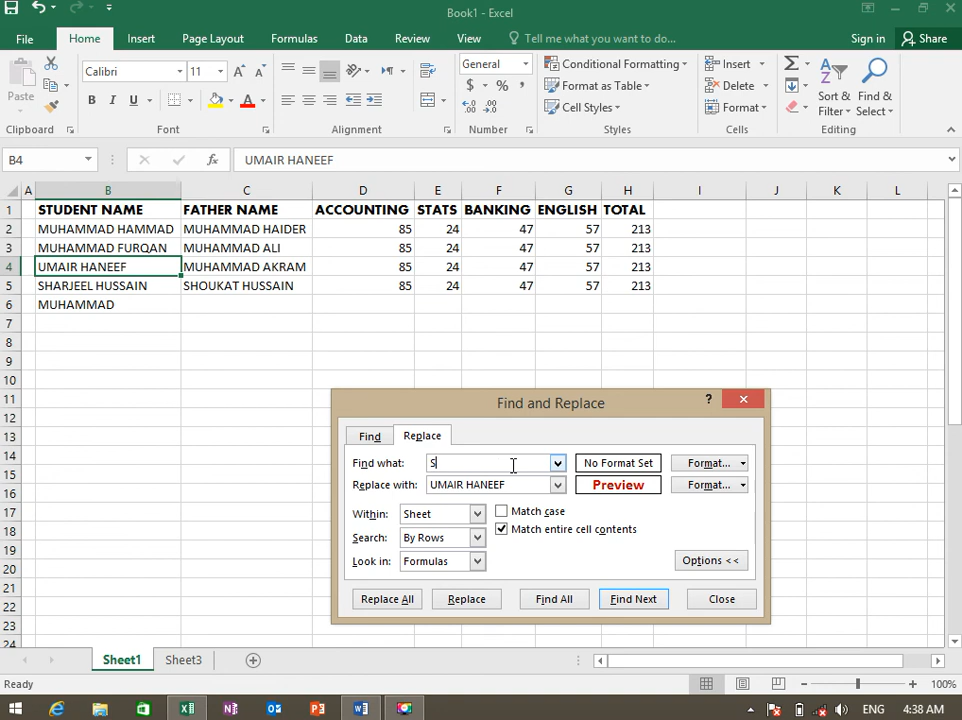 Book1 - Excel
File Home Insert Page Layout Formulas Data Review View Tell me what you want to do... Sign in Share
Paste Calibri 11 General Conditional Formatting Insert Sort & Filter Find & Select
B I U $ % , Format as Table Delete
Cell Styles Format
Clipboard Font Alignment Number Styles Cells Editing
B4 fx UMAIR HANEEF
A B C D E F G H I J K L
1 STUDENT NAME FATHER NAME ACCOUNTING STATS BANKING ENGLISH TOTAL
2 MUHAMMAD HAMMAD MUHAMMAD HAIDER 85 24 47 57 213
3 MUHAMMAD FURQAN MUHAMMAD ALI 85 24 47 57 213
4 UMAIR HANEEF MUHAMMAD AKRAM 85 24 47 57 213
5 SHARJEEL HUSSAIN SHOUKAT HUSSAIN 85 24 47 57 213
6 MUHAMMAD
7
8
9
10
11
12
13
14
15
16
17
18
19
20
21
22
23
24
Find and Replace ?
Find Replace
Find what: S No Format Set Format...
Replace with: UMAIR HANEEF Preview Format...
Within: Sheet Match case
Search: By Rows Match entire cell contents
Look in: Formulas Options <<
Replace All Replace Find All Find Next Close
Sheet1 Sheet3
Ready 100%
4:38 AM